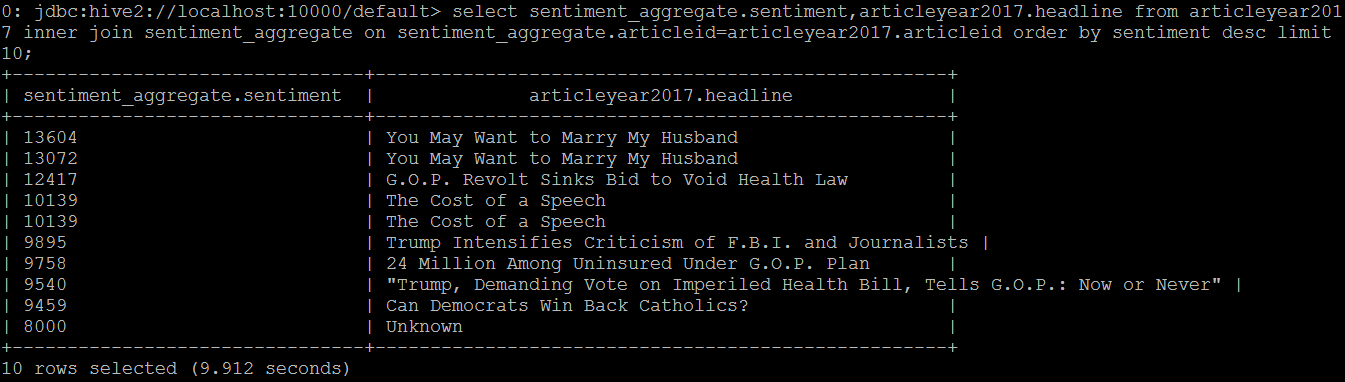 0: jdbc:hive2://localhost:10000/default> select sentiment_aggregate.sentiment,articleyear2017.headline from articleyear201
7 inner join sentiment_aggregate on sentiment_aggregate.articleid=articleyear2017.articleid order by sentiment desc limit
10;
+-------------------------------+----------------------------------------------------+
| sentiment_aggregate.sentiment | articleyear2017.headline |
+-------------------------------+----------------------------------------------------+
| 13604 | You May Want to Marry My Husband |
| 13072 | You May Want to Marry My Husband |
| 12417 | G.O.P. Revolt Sinks Bid to Void Health Law |
| 10139 | The Cost of a Speech |
| 10139 | The Cost of a Speech |
| 9895 | Trump Intensifies Criticism of F.B.I. and Journalists |
| 9758 | 24 Million Among Uninsured Under G.O.P. Plan |
| 9540 | "Trump, Demanding Vote on Imperiled Health Bill, Tells G.O.P.: Now or Never" |
| 9459 | Can Democrats Win Back Catholics? |
| 8000 | Unknown |
+-------------------------------+----------------------------------------------------+
10 rows selected (9.912 seconds)